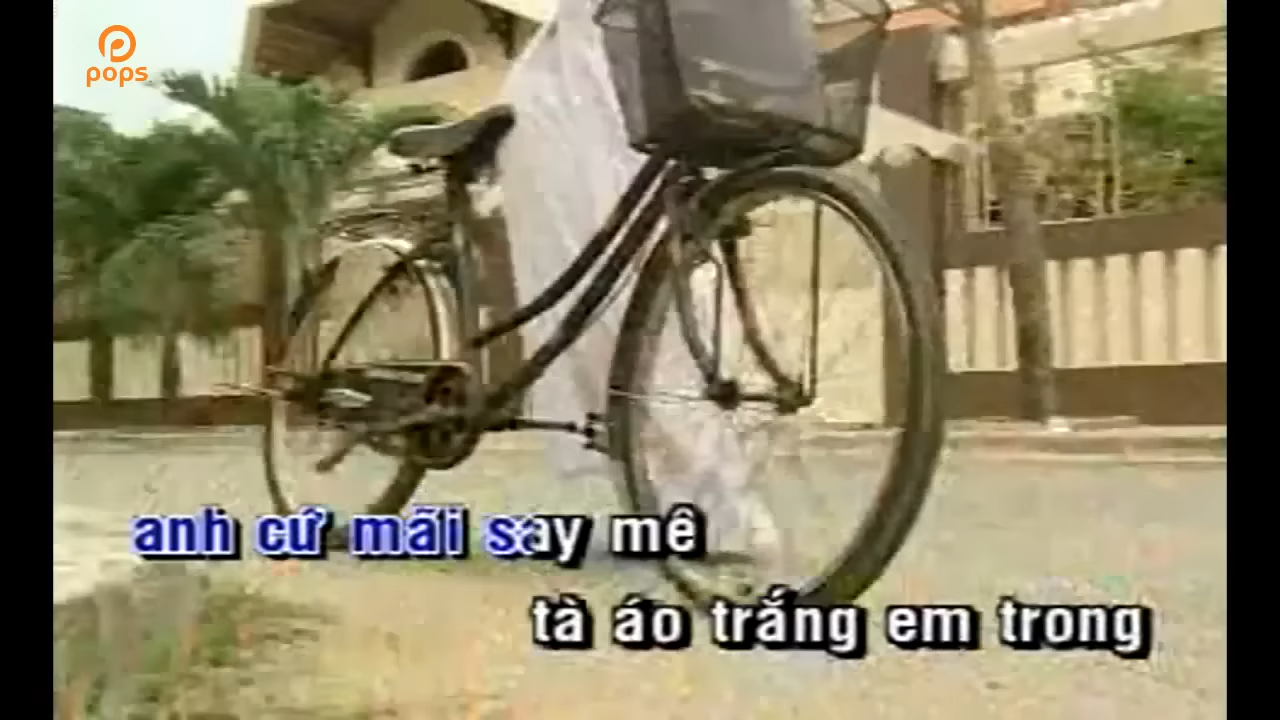 pops
anh cứ mãi say mê
tà áo trắng em trong